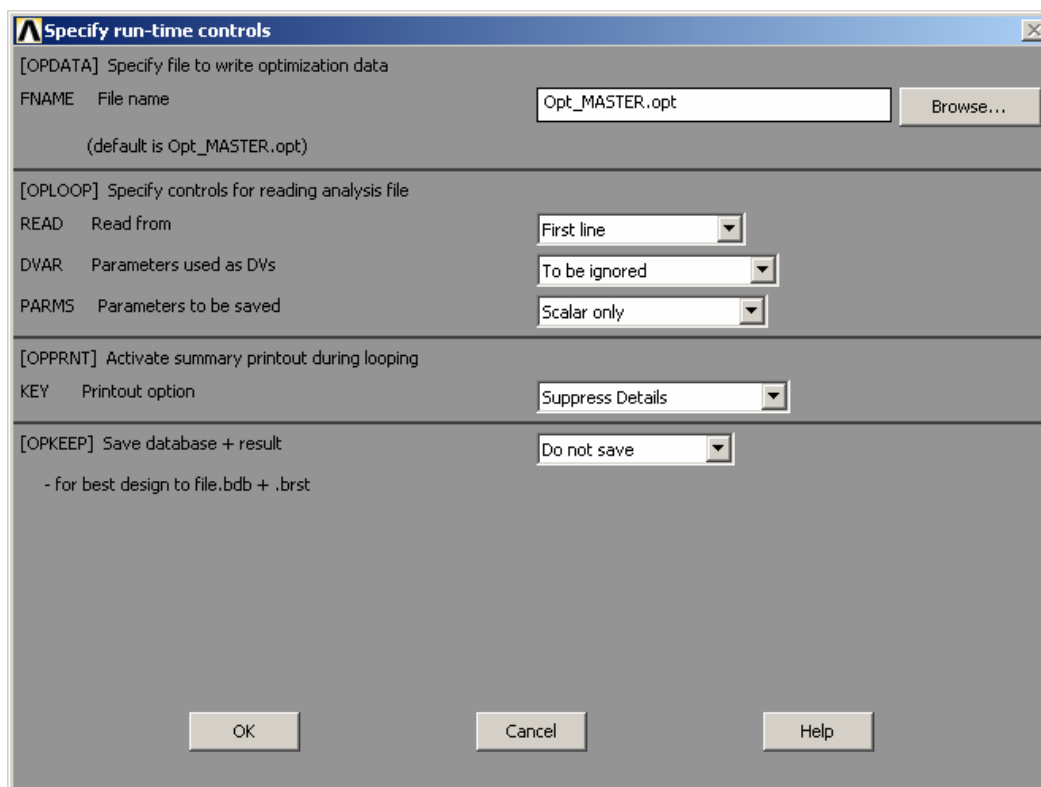 Specify run-time controls
[OPDATA] Specify file to write optimization data
FNAME File name Opt_MASTER.opt Browse...
(default is Opt_MASTER.opt)
[OPLOOP] Specify controls for reading analysis file
READ Read from First line
DVAR Parameters used as DVs To be ignored
PARMS Parameters to be saved Scalar only
[OPPRNT] Activate summary printout during looping
KEY Printout option Suppress Details
[OPKEEP] Save database + result Do not save
- for best design to file.bdb + .brst
OK Cancel Help